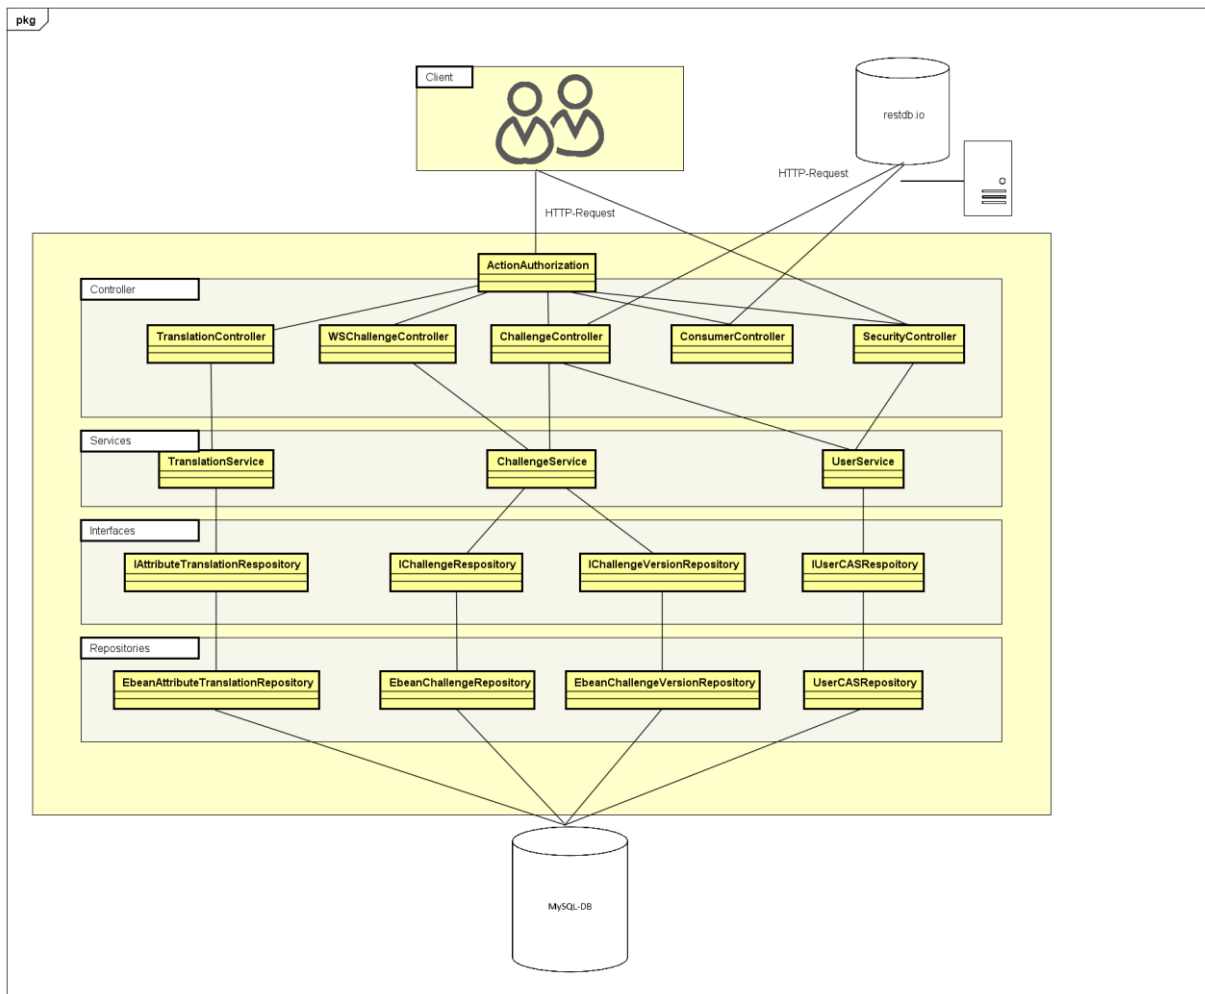 pkg
Client
restdb.io
HTTP-Request
HTTP-Request
ActionAuthorization
Controller
TranslationController
WSChallengeController
ChallengeController
ConsumerController
SecurityController
Services
TranslationService
ChallengeService
UserService
Interfaces
IAttributeTranslationRespository
IChallengeRespository
IChallengeVersionRepository
IUserCASRespoitory
Repositories
EbeanAttributeTranslationRepository
EbeanChallengeRepository
EbeanChallengeVersionRepository
UserCASRepository
MySQL-DB